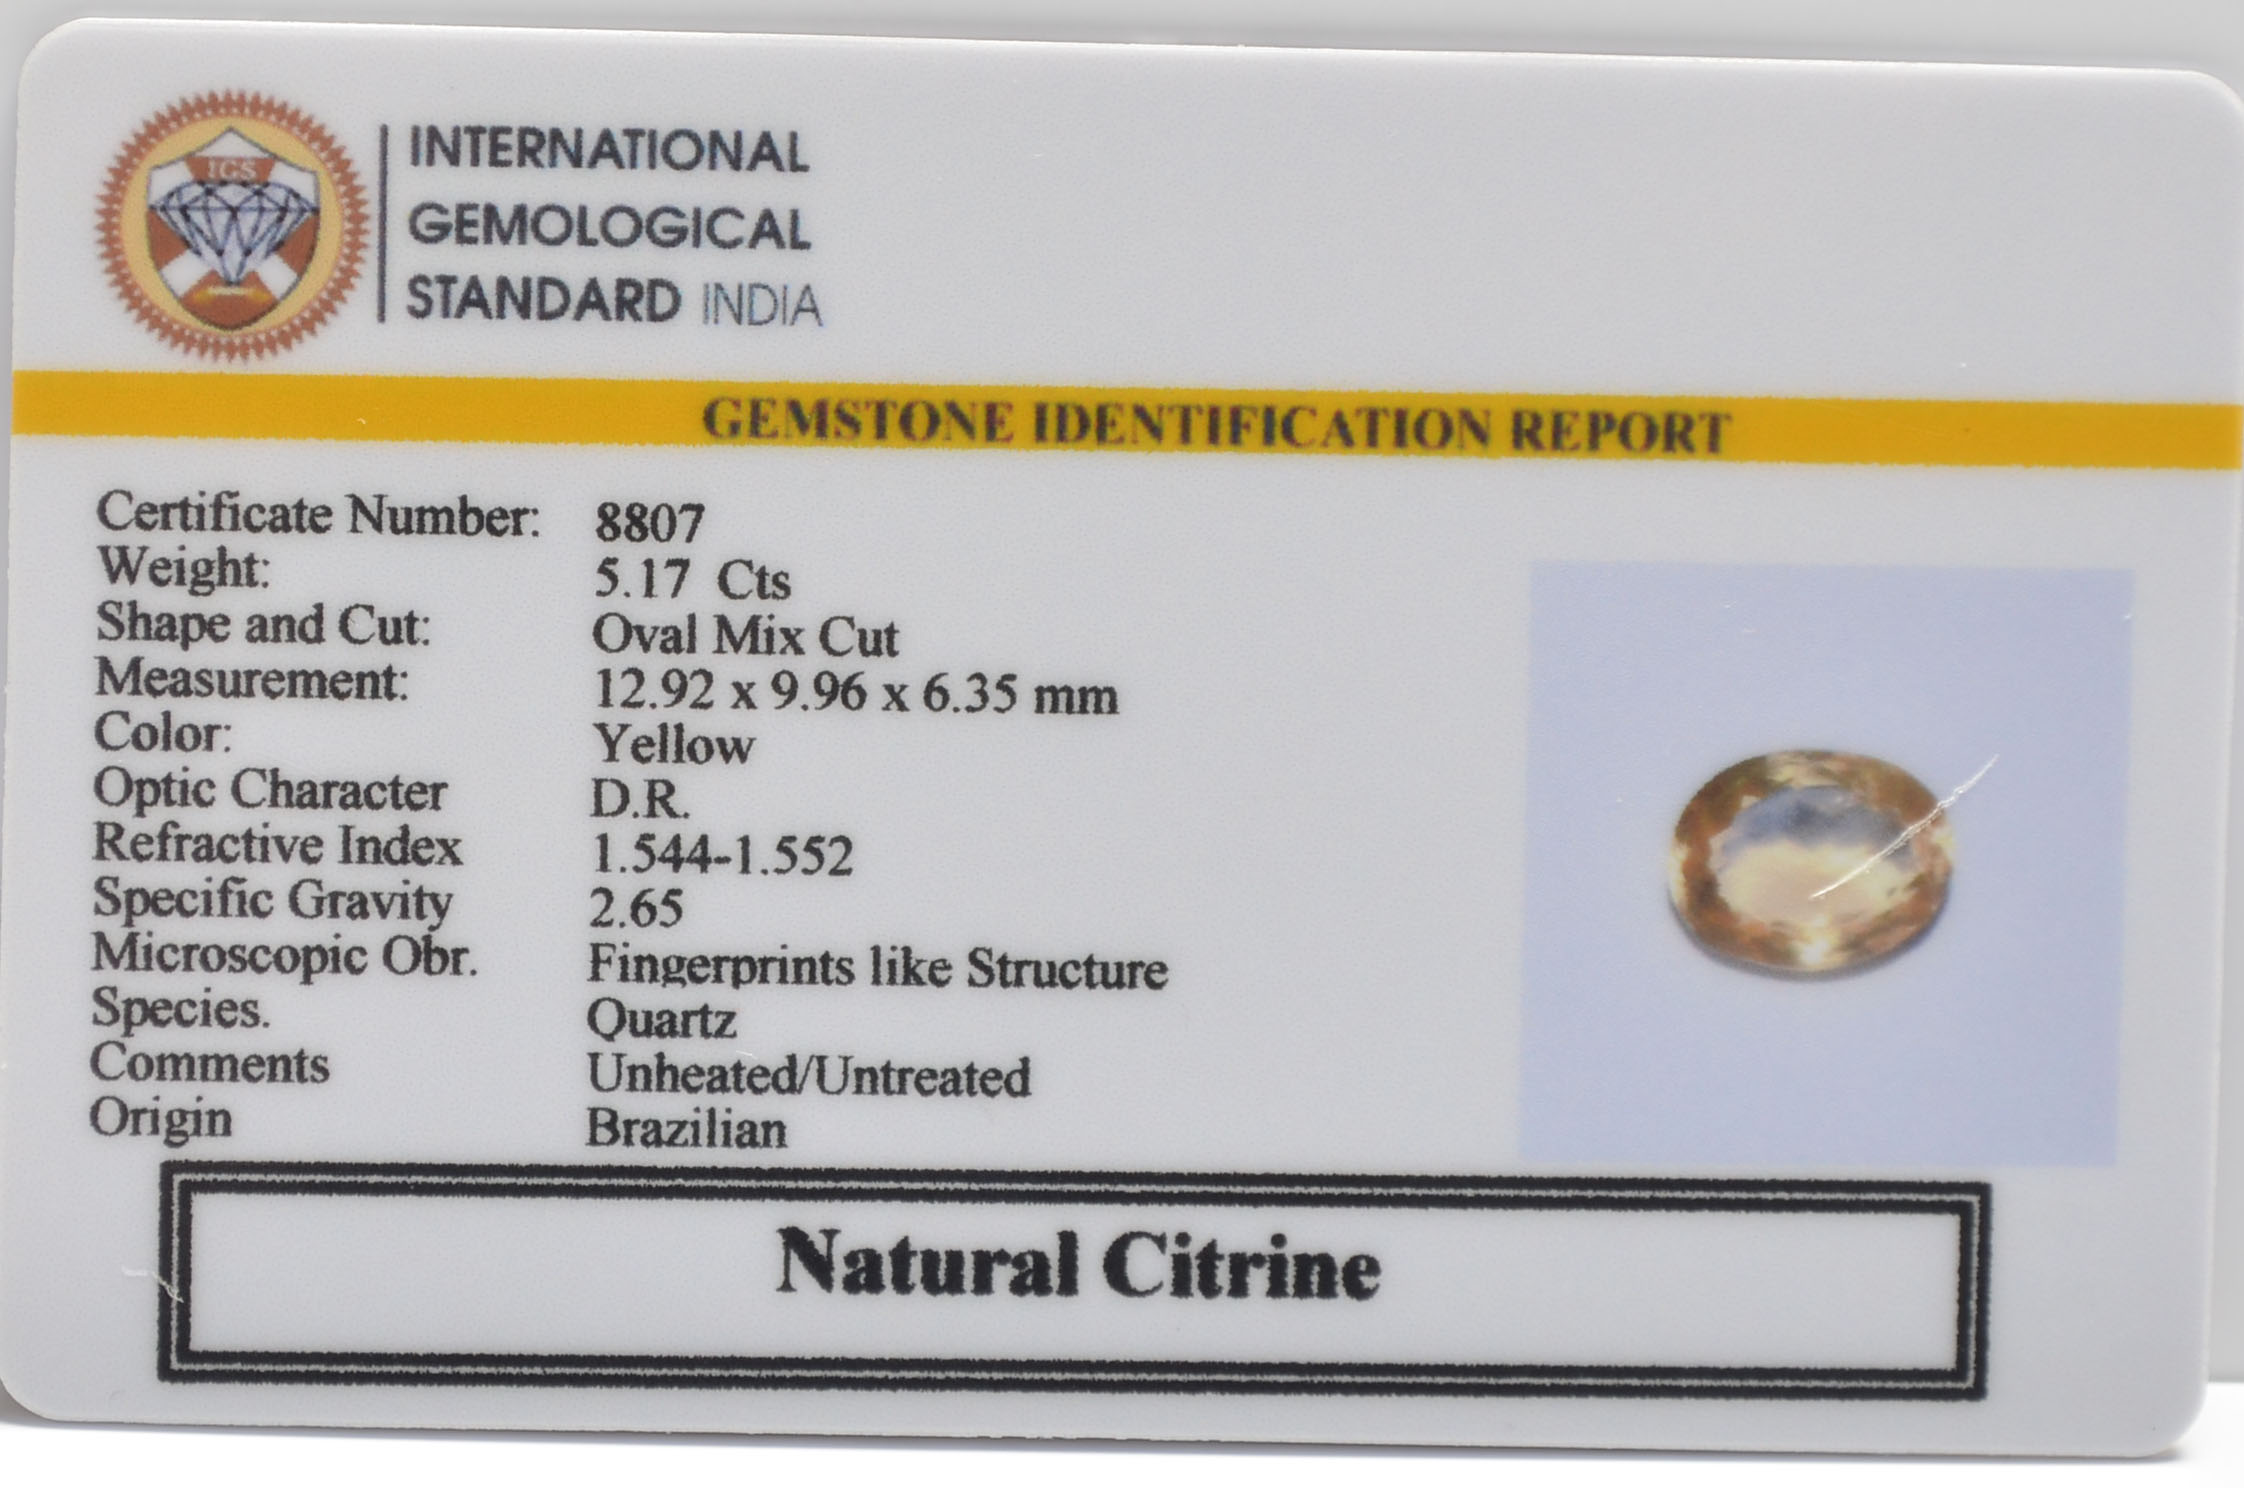 IGS
INTERNATIONAL
GEMOLOGICAL
STANDARD INDIA
GEMSTONE IDENTIFICATION REPORT
Certificate Number: 8807
Weight: 5.17 Cts
Shape and Cut: Oval Mix Cut
Measurement: 12.92 x 9.96 x 6.35 mm
Color: Yellow
Optic Character D.R.
Refractive Index 1.544-1.552
Specific Gravity 2.65
Microscopic Obr. Fingerprints like Structure
Species. Quartz
Comments Unheated/Untreated
Origin Brazilian
Natural Citrine